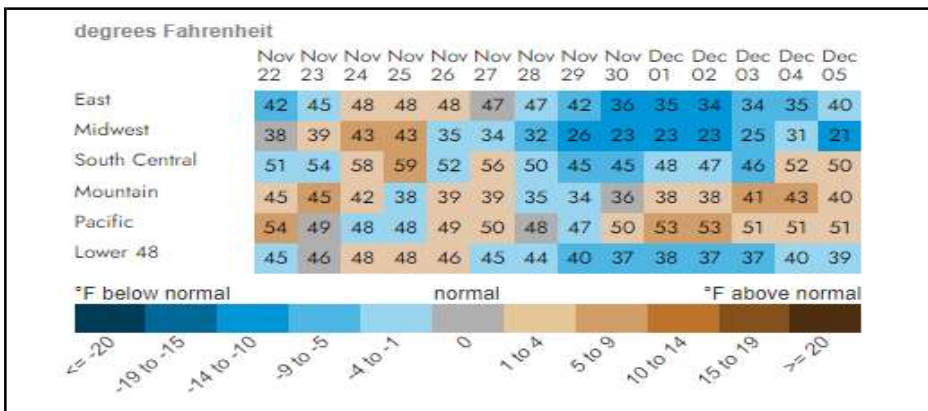 degrees Fahrenheit
Nov Nov Nov Nov Nov Nov Nov Nov Nov Dec Dec Dec Dec Dec
22 23 24 25 26 27 28 29 30 01 02 03 04 05
East 42 45 48 48 48 47 47 42 36 35 34 34 35 40
Midwest 38 39 43 43 35 34 32 26 23 23 23 25 31 21
South Central 51 54 58 59 52 56 50 45 45 48 47 46 52 50
Mountain 45 45 42 38 39 39 35 34 36 38 38 41 43 40
Pacific 54 49 48 48 49 50 48 47 50 53 53 51 51 51
Lower 48 45 46 48 48 46 45 44 40 37 38 37 37 40 39
°F below normal normal °F above normal
<= -20 -19 to -15 -14 to -10 -9 to -5 -4 to -1 0 1 to 4 5 to 9 10 to 14 15 to 19 >= 20